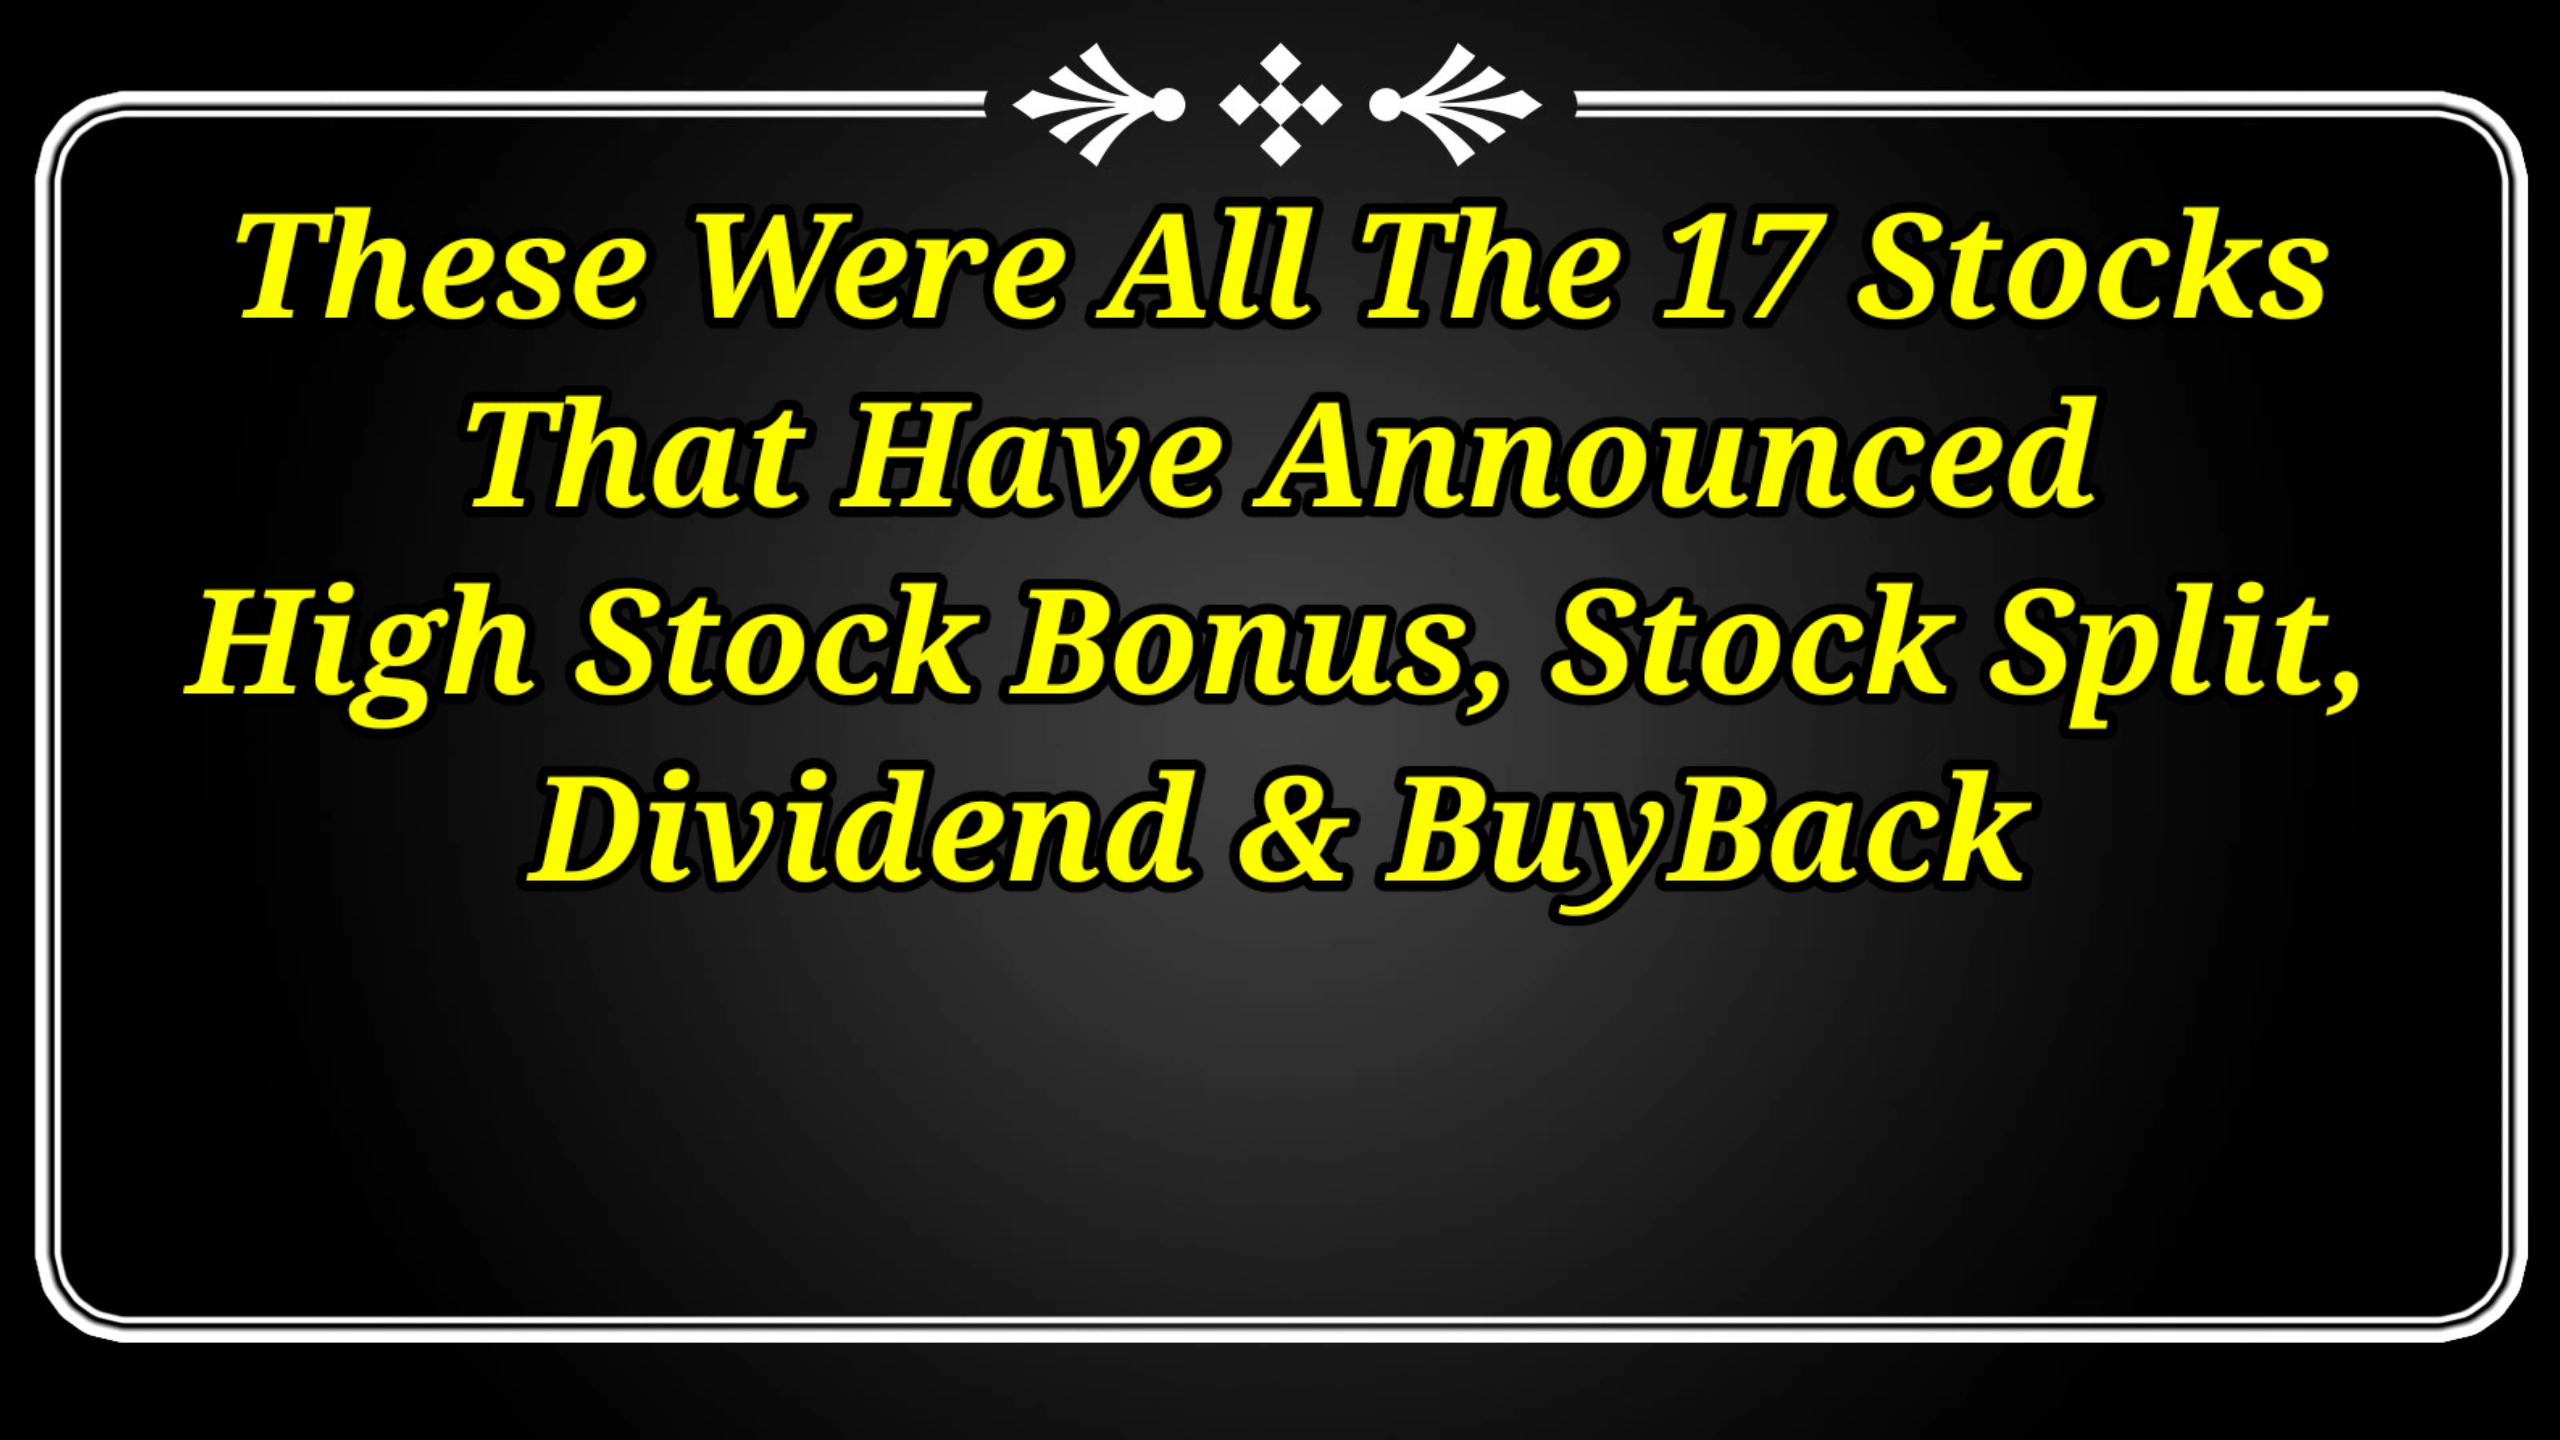 These Were All The 17 Stocks
That Have Announced
High Stock Bonus, Stock Split,
Dividend & BuyBack